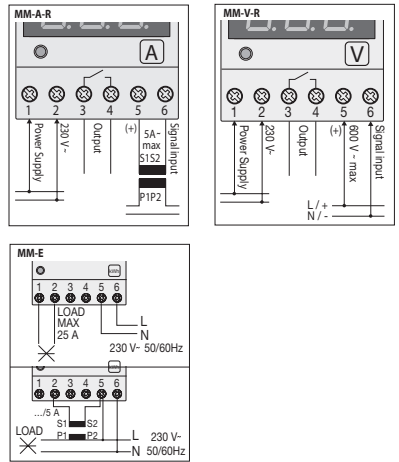 MM-A-R
A
1 2 3 4 5 6
Power Supply
230 V~
Output
(+)
5A~
max
S1S2
P1P2
Signal input
MM-V-R
V
1 2 3 4 5 6
Power Supply
230 V~
Output
(+)
600 V ~ max
Signal input
L / +
N / -
MM-E
kWh
1 2 3 4 5 6
LOAD
MAX
25 A
L
N
230 V~ 50/60Hz
1 2 3 4 5 6
.../5 A
S1 S2
LOAD P1 P2 L 230 V~
N 50/60Hz